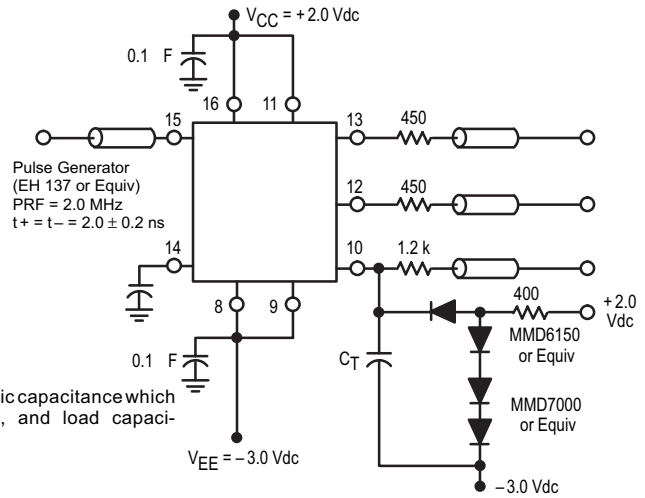 VCC = +2.0 Vdc
0.1 F
16
11
15
13
450
Pulse Generator
(EH 137 or Equiv)
PRF = 2.0 MHz
t+ = t– = 2.0 ± 0.2 ns
12
450
14
10
1.2 k
8
9
400
+2.0
Vdc
MMD6150
or Equiv
0.1 F
CT
MMD7000
or Equiv
ic capacitance which
, and load capaci-
VEE = –3.0 Vdc
–3.0 Vdc